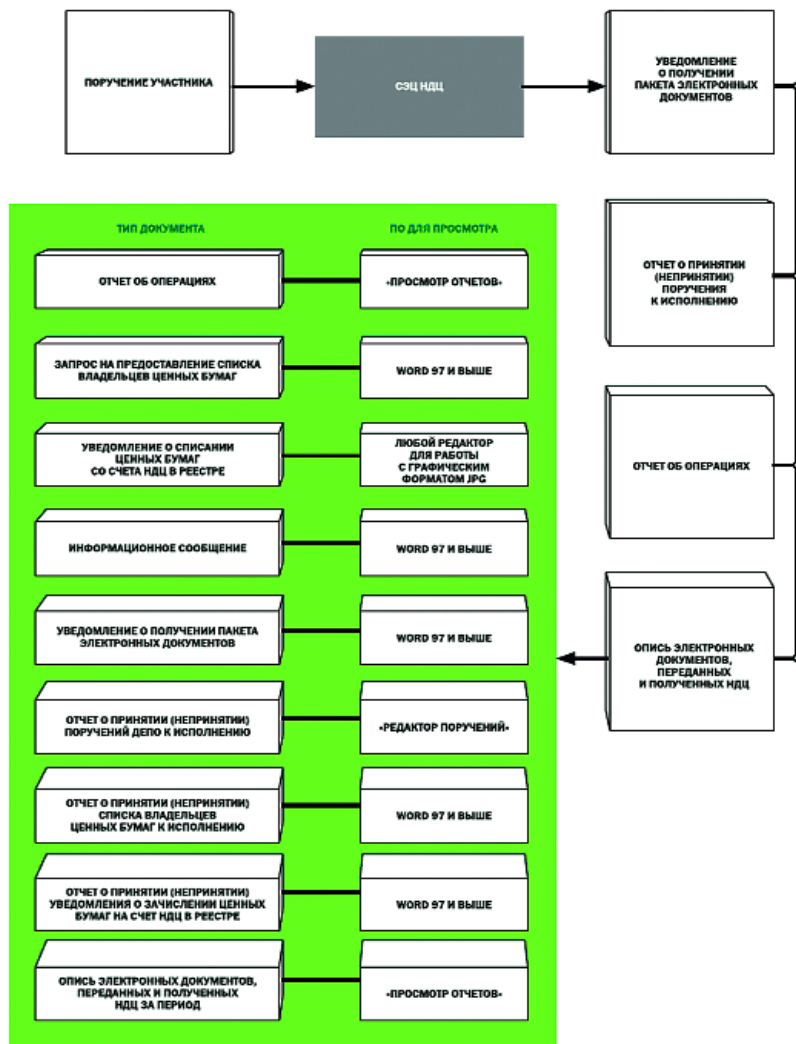 ПОРУЧЕНИЕ УЧАСТНИКА
СЭЦ НДЦ
УВЕДОМЛЕНИЕ
О ПОЛУЧЕНИИ
ПАКЕТА ЭЛЕКТРОННЫХ
ДОКУМЕНТОВ
ОТЧЕТ О ПРИНЯТИИ
(НЕПРИНЯТИИ)
ПОРУЧЕНИЯ
К ИСПОЛНЕНИЮ
ОТЧЕТ ОБ ОПЕРАЦИЯХ
ОПИСЬ ЭЛЕКТРОННЫХ
ДОКУМЕНТОВ,
ПЕРЕДАННЫХ
И ПОЛУЧЕННЫХ НДЦ
ТИП ДОКУМЕНТА
ПО ДЛЯ ПРОСМОТРА
ОТЧЕТ ОБ ОПЕРАЦИЯХ
«ПРОСМОТР ОТЧЕТОВ»
ЗАПРОС НА ПРЕДОСТАВЛЕНИЕ СПИСКА
ВЛАДЕЛЬЦЕВ ЦЕННЫХ БУМАГ
WORD 97 И ВЫШЕ
УВЕДОМЛЕНИЕ О СПИСАНИИ
ЦЕННЫХ БУМАГ
СО СЧЕТА НДЦ В РЕЕСТРЕ
ЛЮБОЙ РЕДАКТОР
ДЛЯ РАБОТЫ
С ГРАФИЧЕСКИМ
ФОРМАТОМ JPG
ИНФОРМАЦИОННОЕ СООБЩЕНИЕ
WORD 97 И ВЫШЕ
УВЕДОМЛЕНИЕ О ПОЛУЧЕНИИ ПАКЕТА
ЭЛЕКТРОННЫХ ДОКУМЕНТОВ
WORD 97 И ВЫШЕ
ОТЧЕТ О ПРИНЯТИИ (НЕПРИНЯТИИ)
ПОРУЧЕНИЙ ДЕПО К ИСПОЛНЕНИЮ
«РЕДАКТОР ПОРУЧЕНИЙ»
ОТЧЕТ О ПРИНЯТИИ (НЕПРИНЯТИИ)
СПИСКА ВЛАДЕЛЬЦЕВ
ЦЕННЫХ БУМАГ К ИСПОЛНЕНИЮ
WORD 97 И ВЫШЕ
ОТЧЕТ О ПРИНЯТИИ (НЕПРИНЯТИИ)
УВЕДОМЛЕНИЯ О ЗАЧИСЛЕНИИ ЦЕННЫХ
БУМАГ НА СЧЕТ НДЦ В РЕЕСТРЕ
WORD 97 И ВЫШЕ
ОПИСЬ ЭЛЕКТРОННЫХ ДОКУМЕНТОВ,
ПЕРЕДАННЫХ И ПОЛУЧЕННЫХ
НДЦ ЗА ПЕРИОД
«ПРОСМОТР ОТЧЕТОВ»